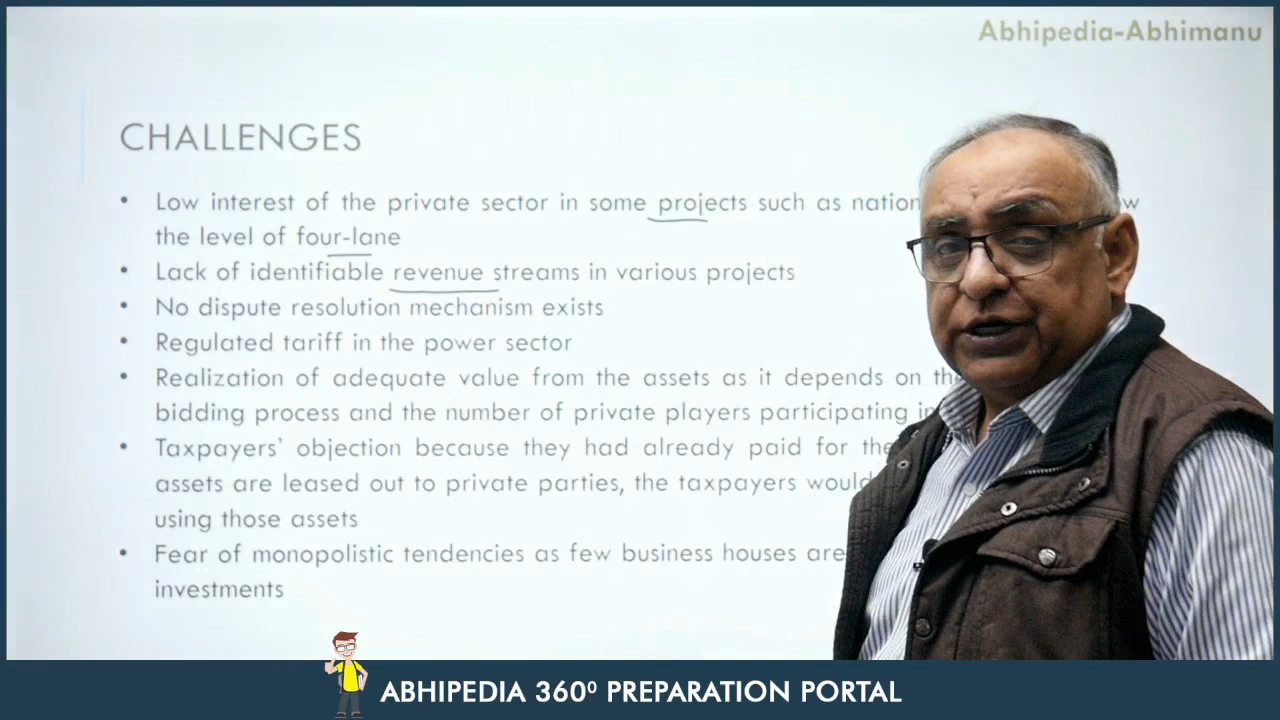 Abhipedia-Abhimanu
CHALLENGES
• Low interest of the private sector in some projects such as
the level of four-lane
• Lack of identifiable revenue streams in various projects
• No dispute resolution mechanism exists
• Regulated tariff in the power sector
• Realization of adequate value from the assets as it depends on
bidding process and the number of private players participating
• Taxpayers' objection because they had already paid for
assets are leased out to private parties, the taxpayers would
using those assets
• Fear of monopolistic tendencies as few business houses are
investments
ABHIPEDIA 360⁰ PREPARATION PORTAL